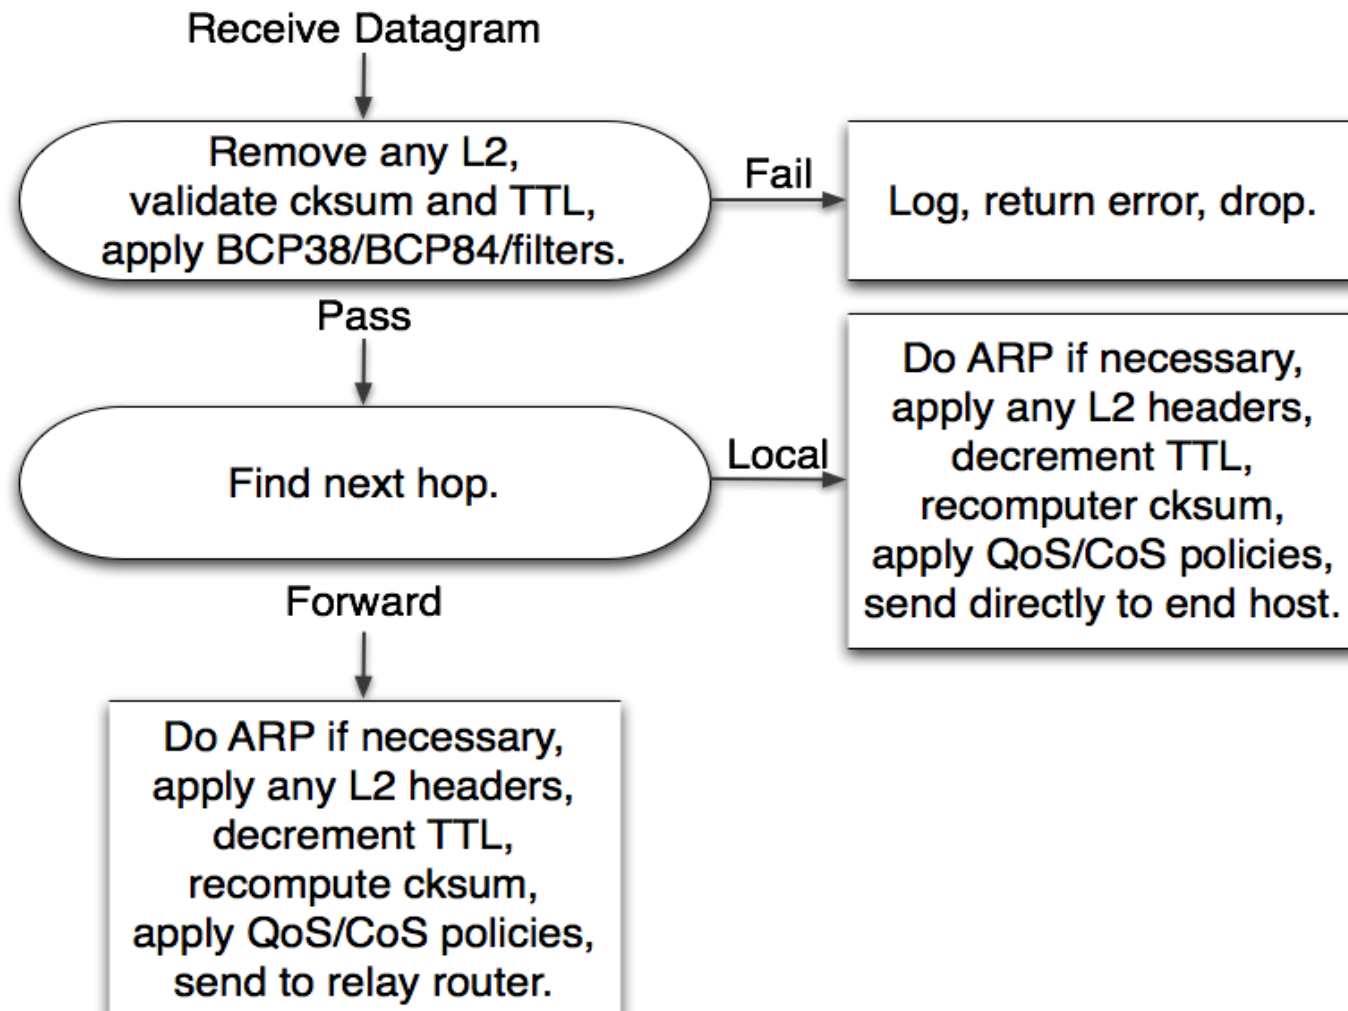 Receive Datagram
Remove any L2,
validate cksum and TTL,
apply BCP38/BCP84/filters.
Fail
Log, return error, drop.
Pass
Find next hop.
Local
Do ARP if necessary,
apply any L2 headers,
decrement TTL,
recomputer cksum,
apply QoS/CoS policies,
send directly to end host.
Forward
Do ARP if necessary,
apply any L2 headers,
decrement TTL,
recompute cksum,
apply QoS/CoS policies,
send to relay router.